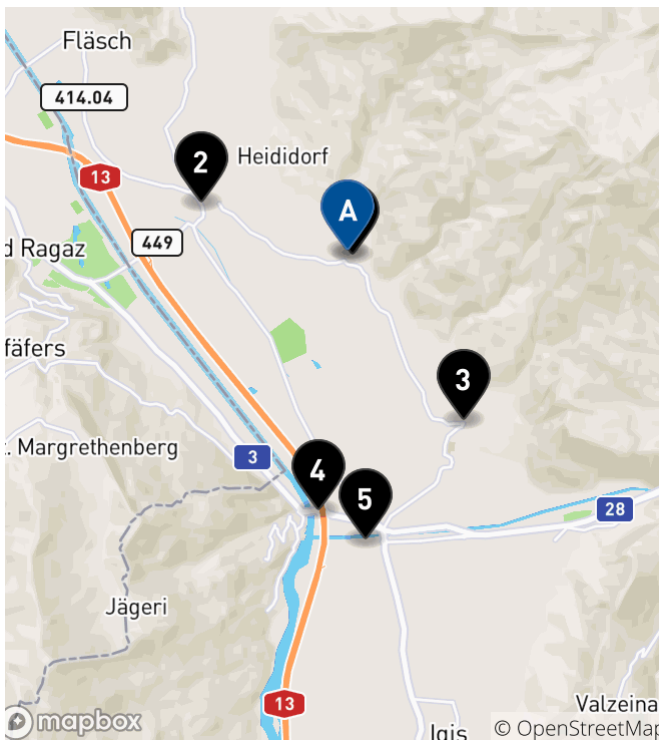 Fläsch
414.04
2
Heididorf
13
A
449
d Ragaz
fäfers
3
. Margrethenberg
3
4
5
28
Jägeri
13
Valzeina
Igis
mapbox
© OpenStreetMap